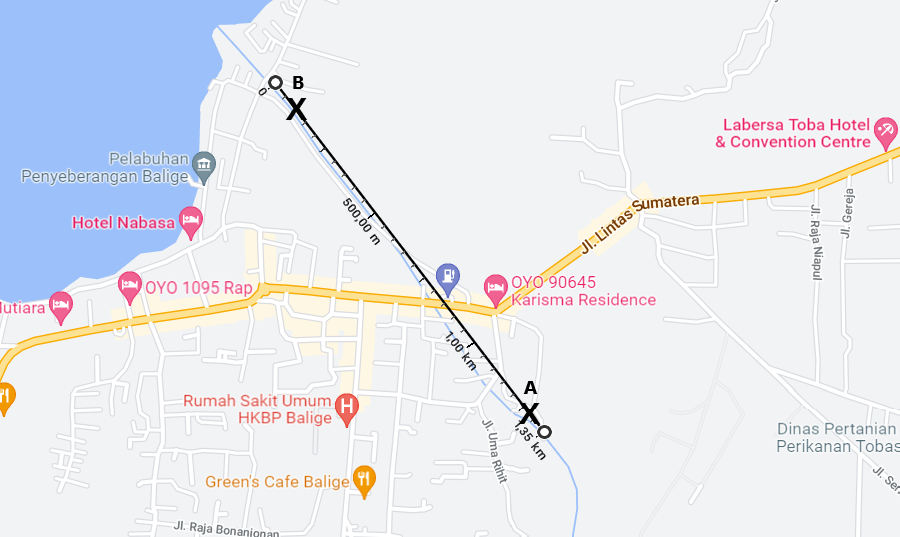 B
X
0
Labersa Toba Hotel
& Convention Centre
Pelabuhan
Penyeberangan Balige
Jl. Lintas Sumatera
Jl. Gereja
Jl. Raja Niapul
500,00 m
Hotel Nabasa
OYO 1095 Rap
OYO 90645
Karisma Residence
1,00 km
A
X
1,35 km
Rumah Sakit Umum
HKBP Balige
H
Jl. Uma Rihit
Dinas Pertanian
Perikanan Tobas
Green's Cafe Balige
Jl. Raja Bonanionan